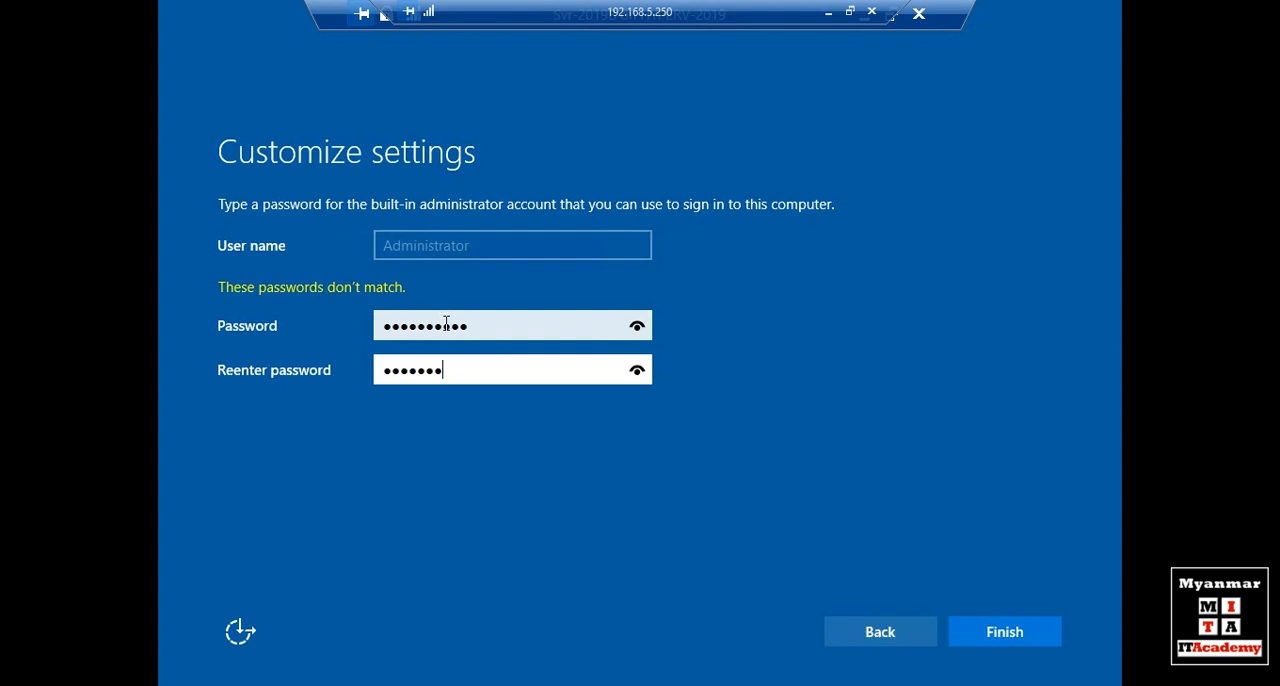 192.168.5.250
Customize settings
Type a password for the built-in administrator account that you can use to sign in to this computer.
User name
Administrator
These passwords don't match.
Password
Reenter password
Back
Finish
Myanmar
M I
T A
ITAcademy